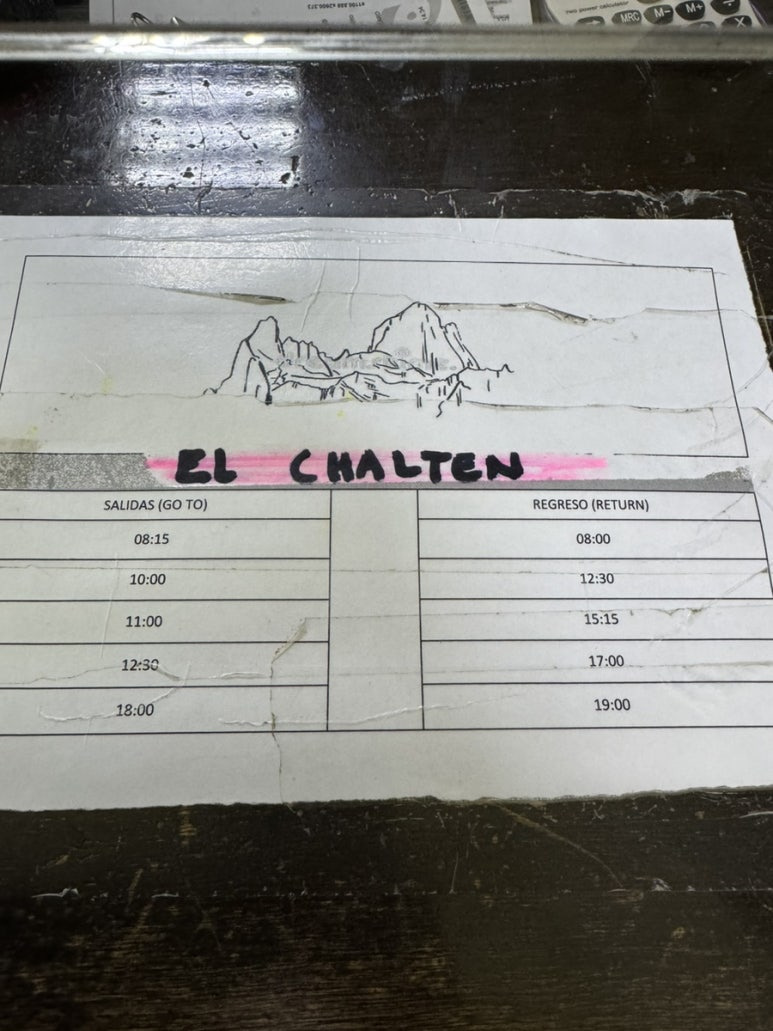 MRC M- M+
X
EL CHALTEN
SALIDAS (GO TO) REGRESO (RETURN)
08:15 08:00
10:00 12:30
11:00 15:15
12:30 17:00
18:00 19:00